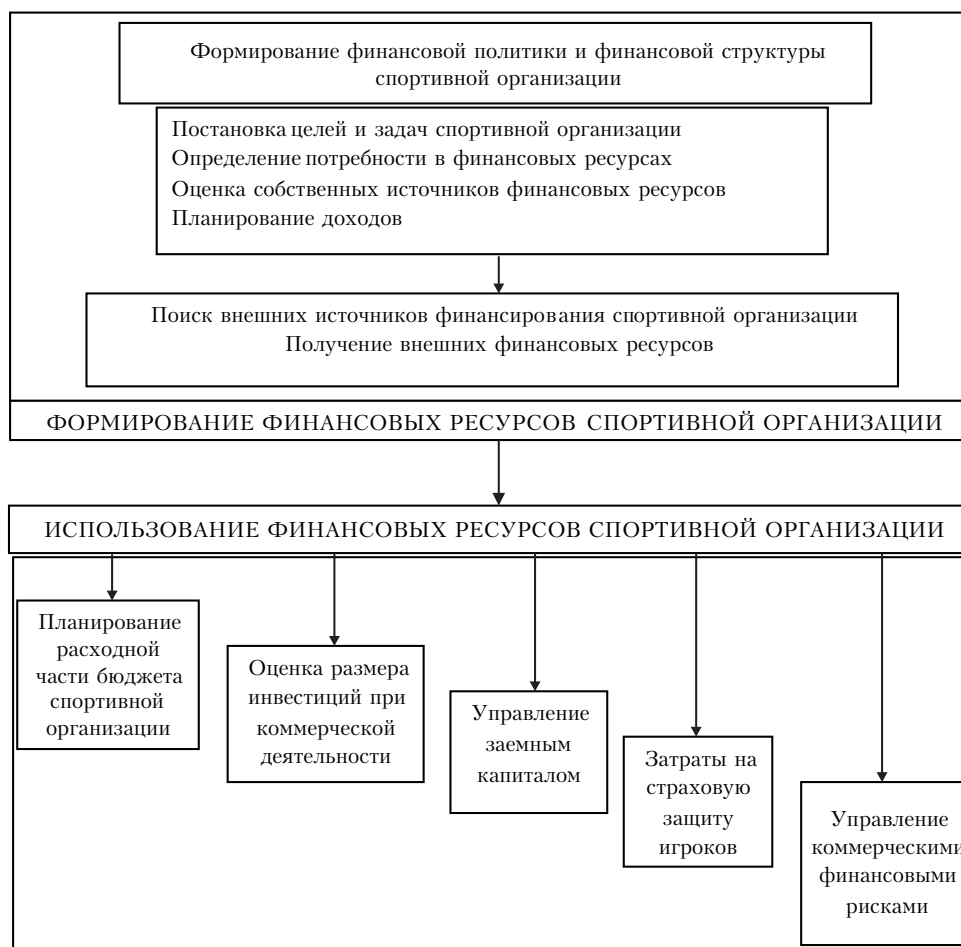 Формирование финансовой политики и финансовой структуры
спортивной организации
Постановка целей и задач спортивной организации
Определение потребности в финансовых ресурсах
Оценка собственных источников финансовых ресурсов
Планирование доходов
Поиск внешних источников финансирования спортивной организации
Получение внешних финансовых ресурсов
ФОРМИРОВАНИЕ ФИНАНСОВЫХ РЕСУРСОВ СПОРТИВНОЙ ОРГАНИЗАЦИИ
ИСПОЛЬЗОВАНИЕ ФИНАНСОВЫХ РЕСУРСОВ СПОРТИВНОЙ ОРГАНИЗАЦИИ
Планирование
расходной
части бюджета
спортивной
организации
Оценка размера
инвестиций при
коммерческой
деятельности
Управление
заемным
капиталом
Затраты на
страховую
защиту
игроков
Управление
коммерческими
финансовыми
рисками